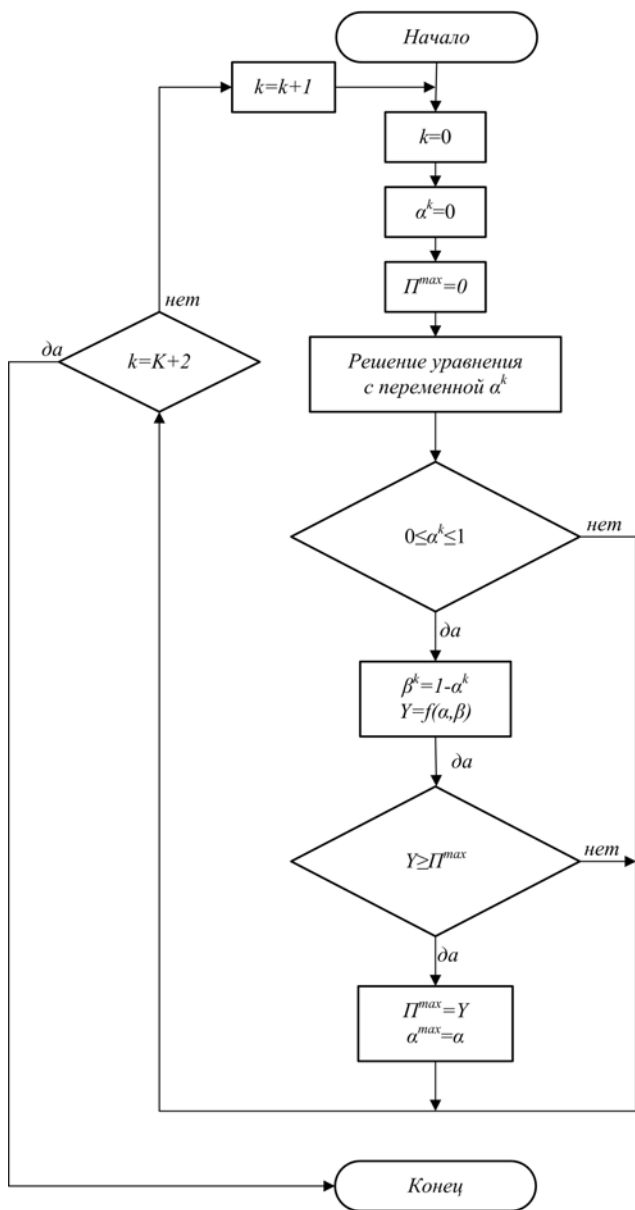 Начало
k=k+1
k=0
α^k=0
П^max=0
нет
да
k=K+2
Решение уравнения
с переменной α^k
0≤α^k≤1
нет
да
β^k=1-α^k
Y=f(α,β)
да
Y≥П^max
нет
да
П^max=Y
α^max=α
Конец